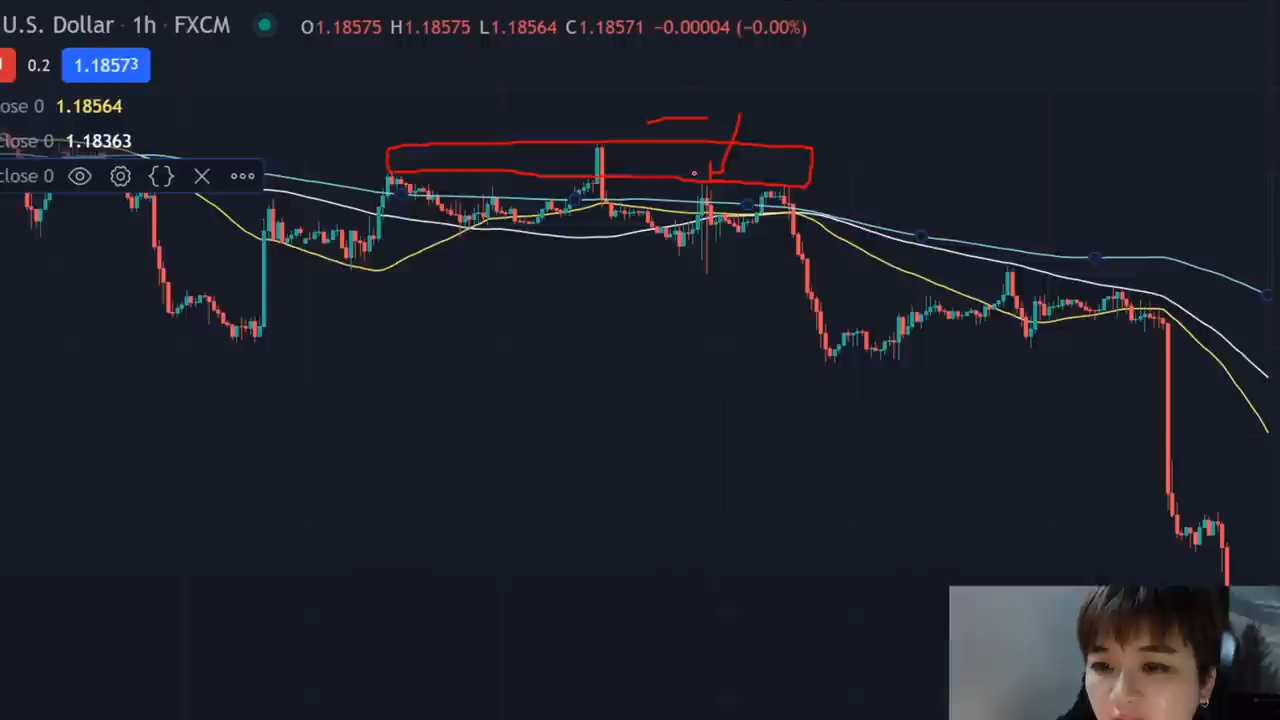 U.S. Dollar · 1h · FXCM O1.18575 H1.18575 L1.18564 C1.18571 −0.00004 (−0.00%)
0.2 1.18573
ose 0 1.18564
close 0 1.18363
close 0